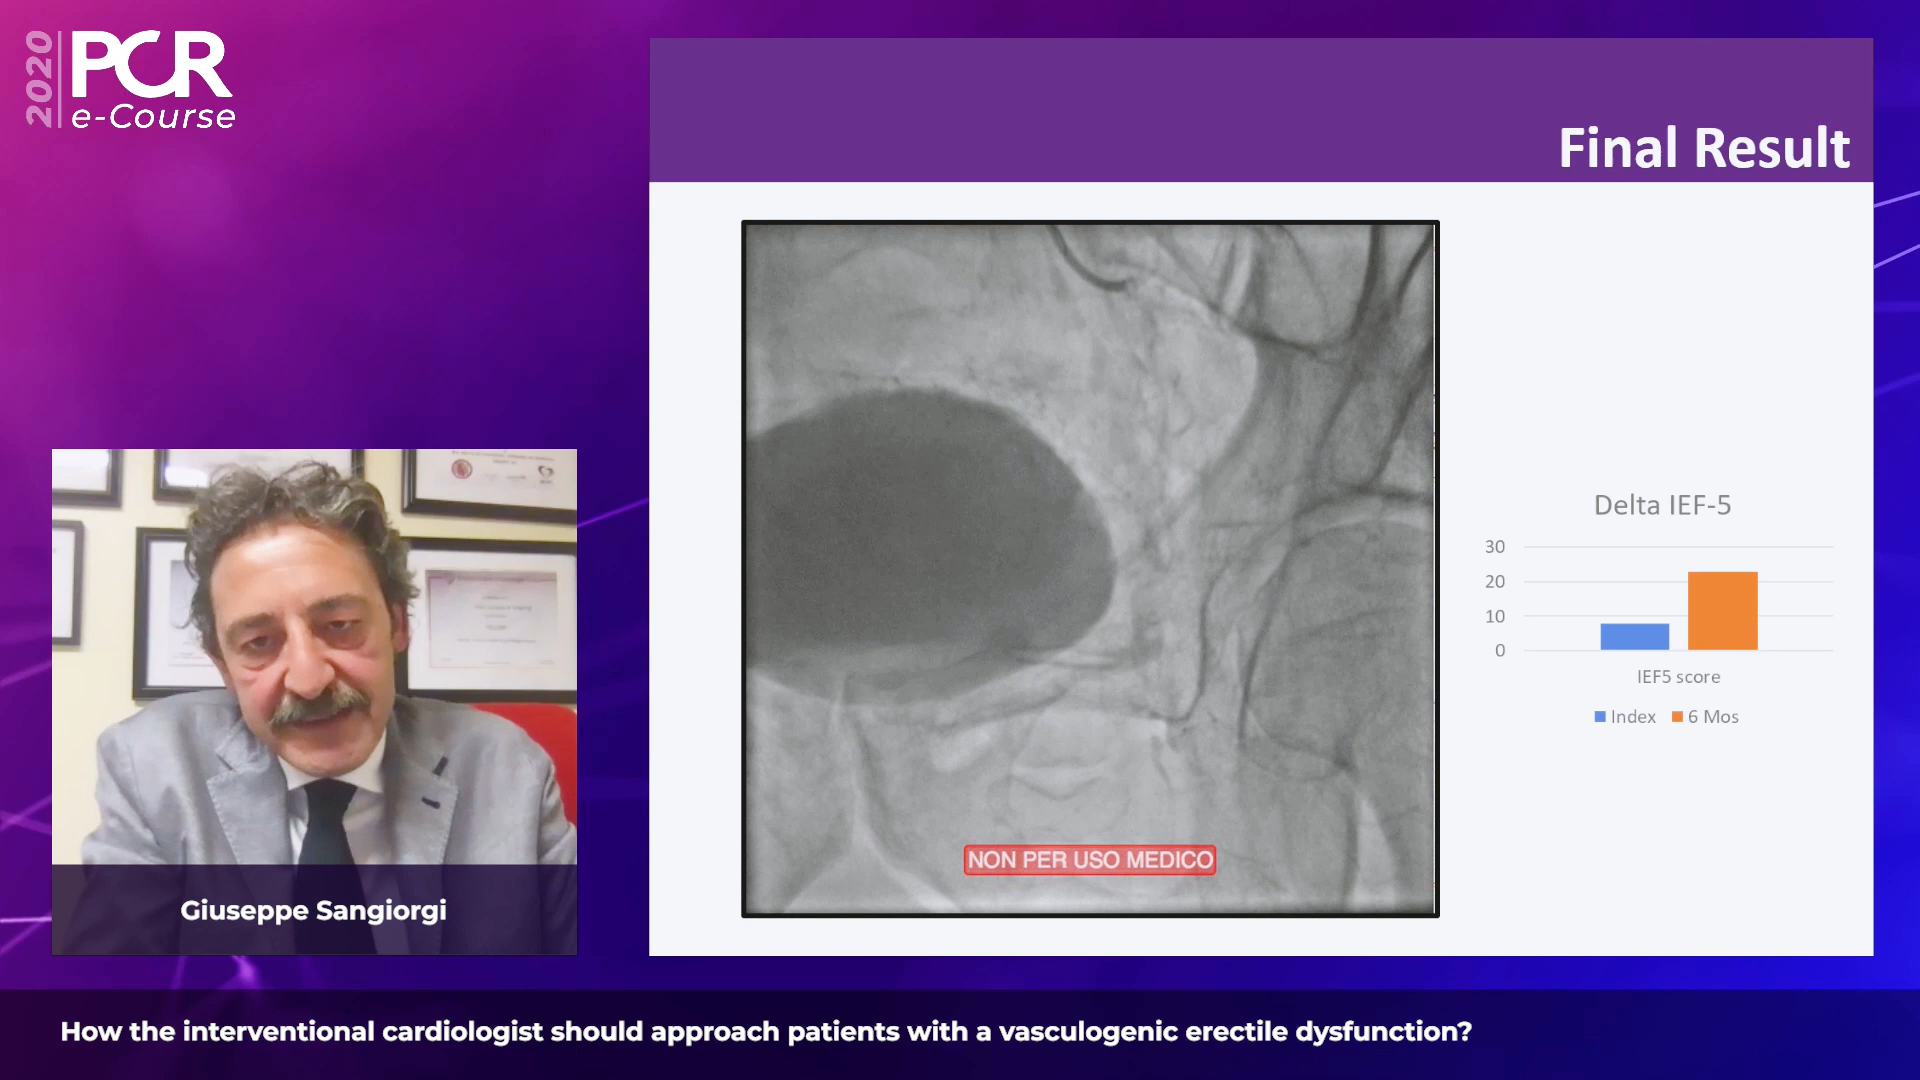 2020
PCR
e-Course
Final Result
NON PER USO MEDICO
Delta IEF-5
30
20
10
0
IEF5 score
Index
6 Mos
Giuseppe Sangiorgi
How the interventional cardiologist should approach patients with a vasculogenic erectile dysfunction?